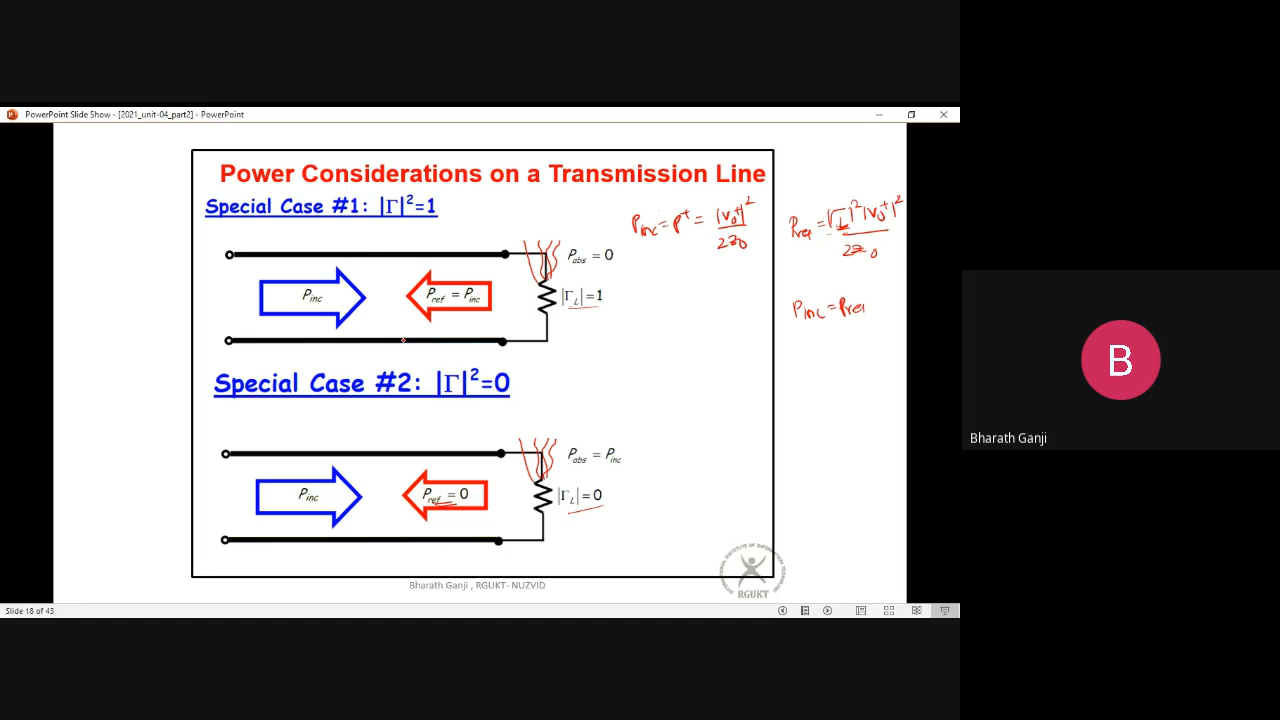 PowerPoint Slide Show - [2021_unit-04_part2] - PowerPoint
Power Considerations on a Transmission Line
Special Case #1: |Γ|²=1
P_inc = P⁺ = |V₀⁺|² / 2Z₀
P_ref = |Γ_L|² |V₀⁺|² / 2Z₀
P_abs = 0
P_inc
P_ref = P_inc
|Γ_L| = 1
P_inc = P_ref
Special Case #2: |Γ|²=0
P_abs = P_inc
P_inc
P_ref = 0
|Γ_L| = 0
Bharath Ganji , RGUKT- NUZVID
RGUKT
Slide 18 of 43
B
Bharath Ganji